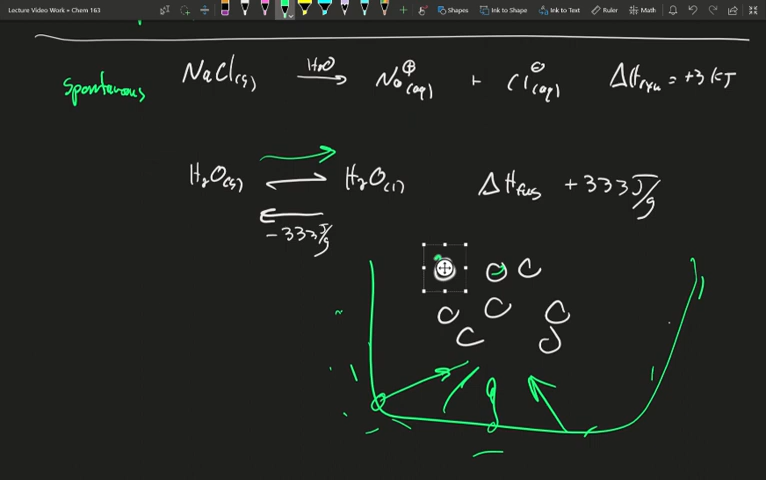 Lecture Video Work » Chem 163
Shapes Ink to Shape Ink to Text Ruler Math
Spontaneous NaCl(s) H₂O → Na⊕(aq) + Cl⊖(aq) ΔHrxn = +3 kJ
H₂O(s) ⇌ H₂O(l) ΔHfus +333 J/g
-333 J/g